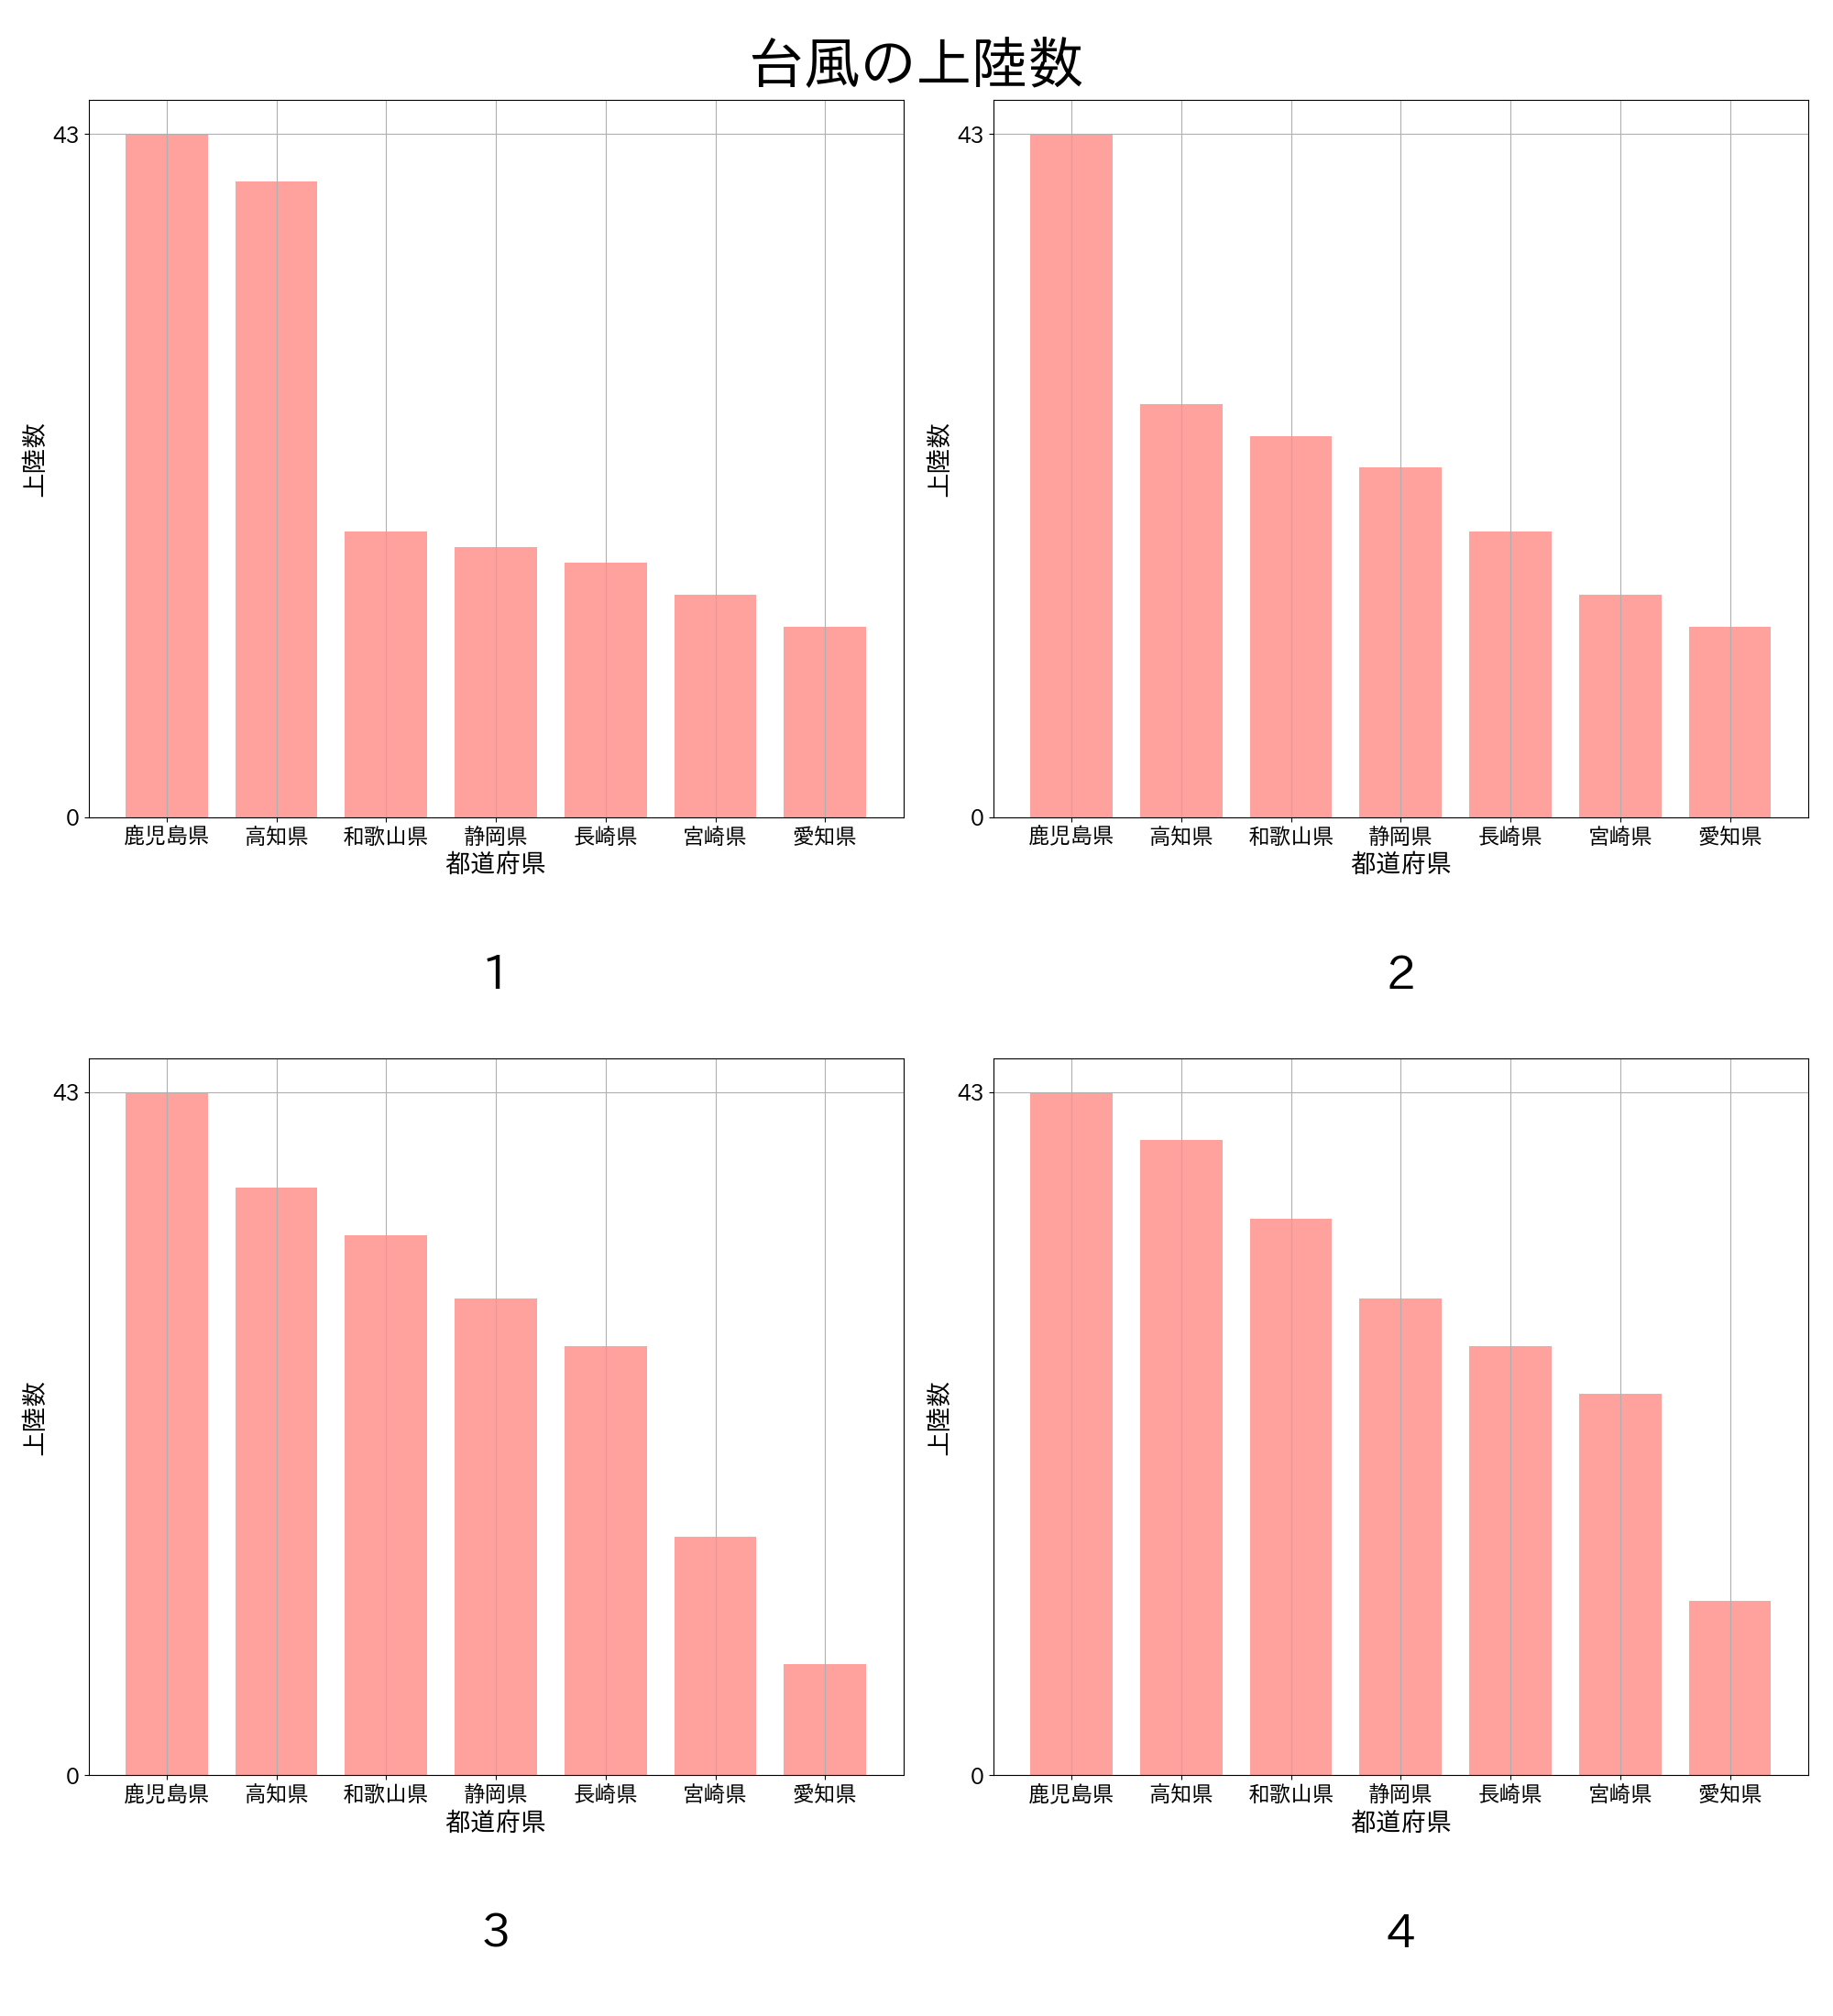 台風の上陸数
43
0
上陸数
鹿児島県 高知県 和歌山県 静岡県 長崎県 宮崎県 愛知県
都道府県
1
43
0
上陸数
鹿児島県 高知県 和歌山県 静岡県 長崎県 宮崎県 愛知県
都道府県
2
43
0
上陸数
鹿児島県 高知県 和歌山県 静岡県 長崎県 宮崎県 愛知県
都道府県
3
43
0
上陸数
鹿児島県 高知県 和歌山県 静岡県 長崎県 宮崎県 愛知県
都道府県
4